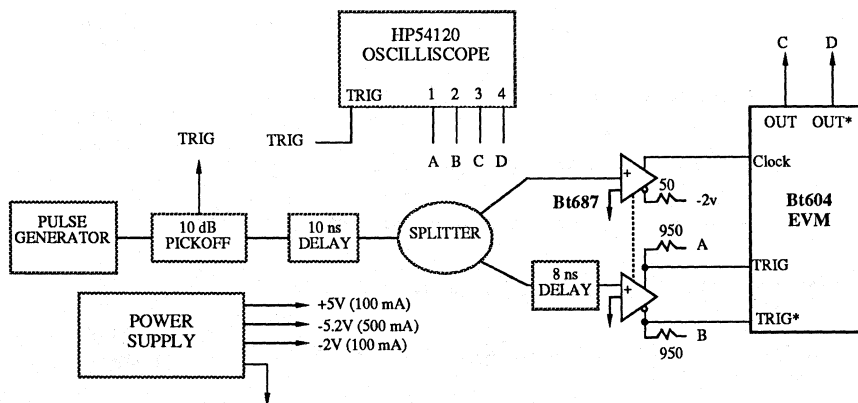 HP54120
OSCILLISCOPE
TRIG 1 2 3 4
C D
TRIG TRIG
A B C D
OUT OUT*
Clock
Bt687
50
-2v
Bt604
EVM
PULSE
GENERATOR
10 dB
PICKOFF
10 ns
DELAY
SPLITTER
950
A
TRIG
8 ns
DELAY
TRIG*
B
950
POWER
SUPPLY
+5V (100 mA)
-5.2V (500 mA)
-2V (100 mA)
+
+